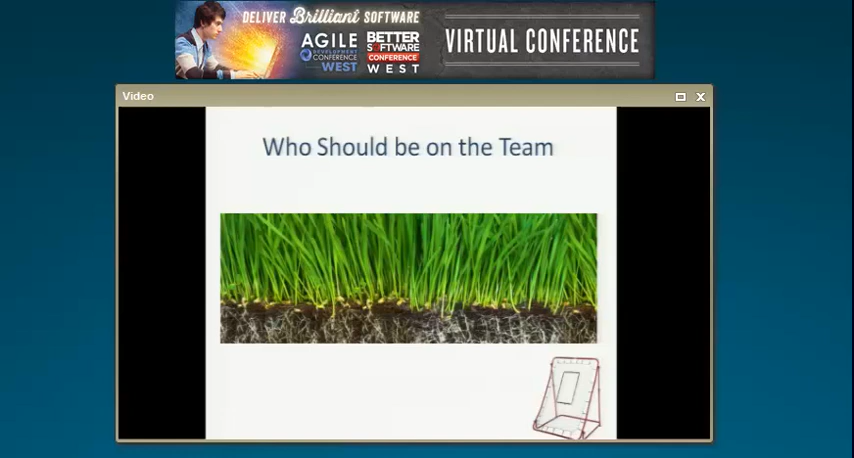 DELIVER Brilliant SOFTWARE
AGILE
DEVELOPMENT
CONFERENCE
WEST
BETTER
SOFTWARE
CONFERENCE
WEST
VIRTUAL CONFERENCE
Video
Who Should be on the Team